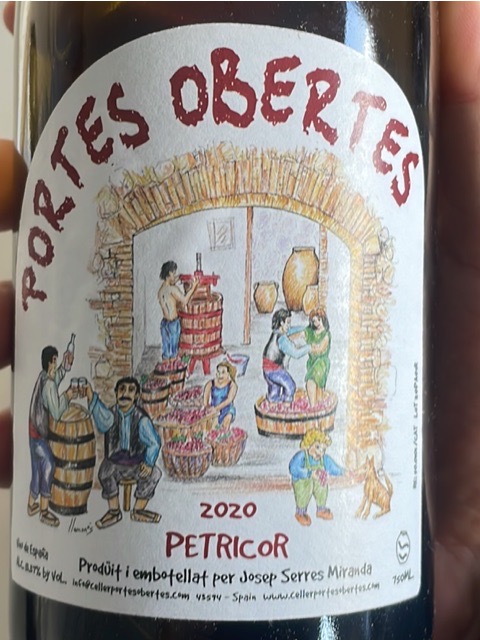 PORTES OBERTES
2020
PETRICOR
Vino de España
Produït i embotellat per Josep Serres Miranda
info@cellerportesobertes.com 43594 - Spain www.cellerportesobertes.com
750ML